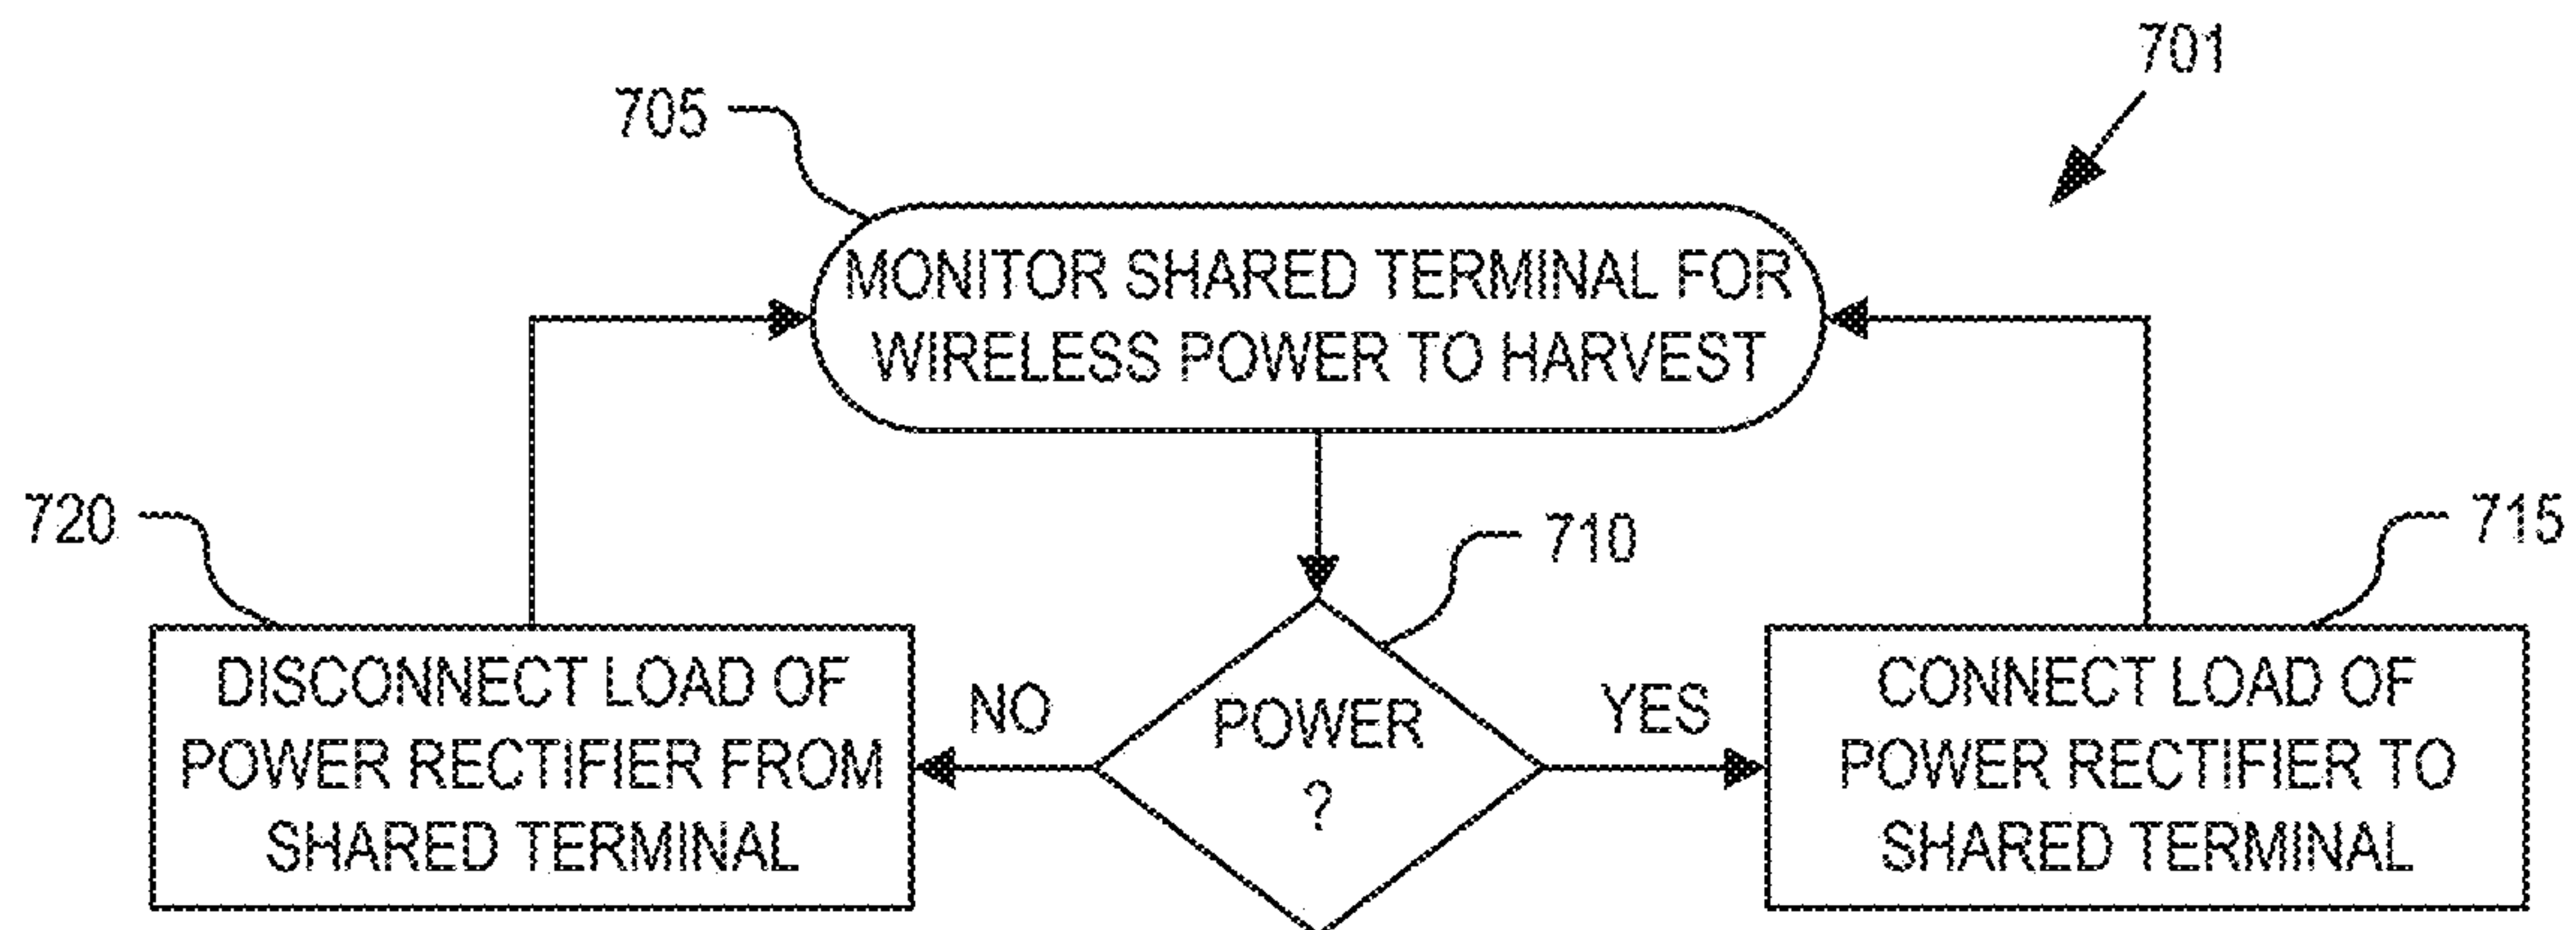 701
705
MONITOR SHARED TERMINAL FOR
WIRELESS POWER TO HARVEST
720
710
715
DISCONNECT LOAD OF
POWER RECTIFIER FROM
SHARED TERMINAL
NO
POWER
?
YES
CONNECT LOAD OF
POWER RECTIFIER TO
SHARED TERMINAL